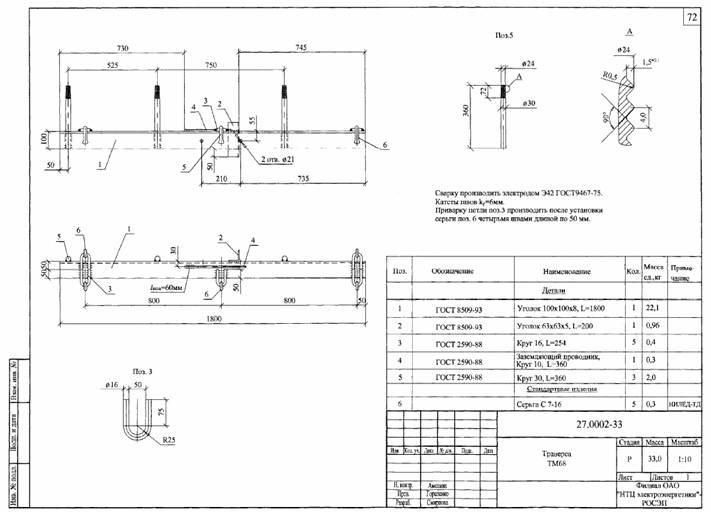 72
730
745
525
750
4
3
2
55
100
50
1
5
50
2 отв. ø21
6
210
735
Поз.5
ø24
А
72
360
ø30
А
ø24
1,5
R0,5
90°
4,0
Сварку производить электродом Э42 ГОСТ9467-75.
Катеты швов kf=6мм.
Приварку петли поз.3 производить после установки
серьги поз. 6 четырьмя швами длиной по 50 мм.
5
6
1
30
2
4
50
50
3
=60мм
6
50
800
800
50
1800
Поз. 3
ø16
50
75
R25
Поз.
Обозначение
Наименование
Кол.
Масса ед.,кг
Приме-чание
Детали
1 ГОСТ 8509-93 Уголок 100х100х8, L=1800 1 22,1
2 ГОСТ 8509-93 Уголок 63х63х5, L=200 1 0,96
3 ГОСТ 2590-88 Круг 16, L=254 5 0,4
4 ГОСТ 2590-88 Заземляющий проводник, Круг 10, L=360 1 0,3
5 ГОСТ 2590-88 Круг 30, L=360 3 2,0
Стандартные изделия
6 Серьга С 7-16 5 0,3 НИЛЕД-ТД
27.0002-33
Изм Кол.уч. Лист №док. Подп. Дата
Траверса
ТМ68
Стадия Масса Масштаб
Р 33,0 1:10
Лист Листов 1
Н. контр.
Пров.
Разраб. Смирнова
Филиал ОАО
"НТЦ электроэнергетики"-
РОСЭП
Взам. инв. №
Подп. и дата
Инв. № подл.